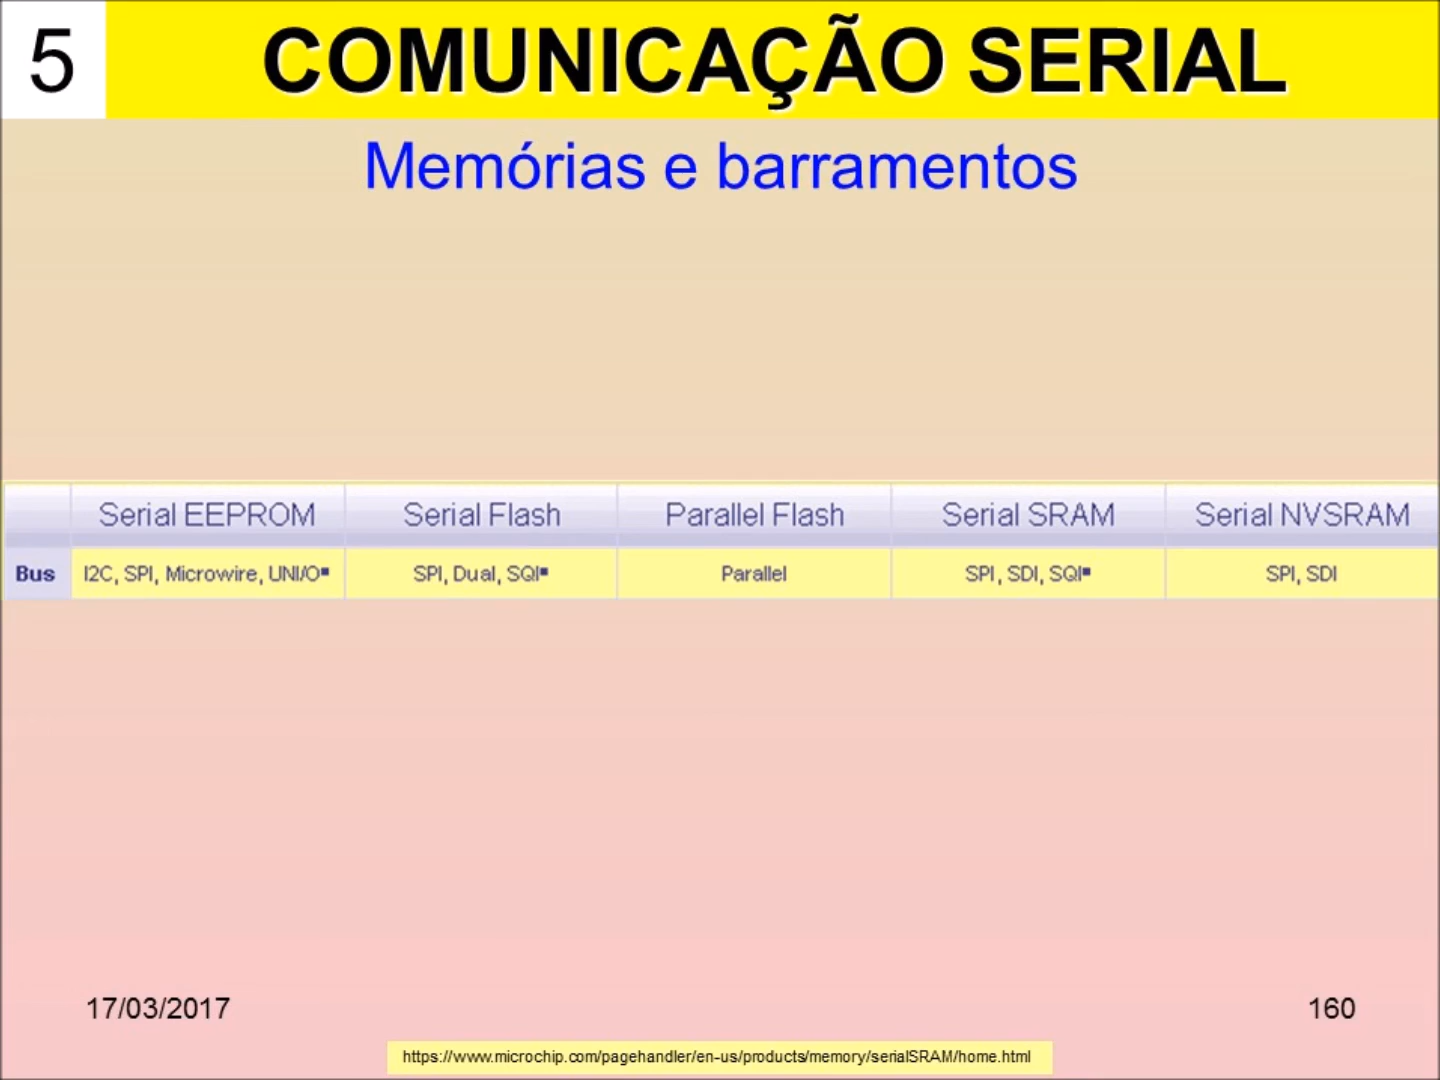 5
COMUNICAÇÃO SERIAL
Memórias e barramentos
Serial EEPROM Serial Flash Parallel Flash Serial SRAM Serial NVSRAM
Bus I2C, SPI, Microwire, UNI/O■ SPI, Dual, SQI■ Parallel SPI, SDI, SQI■ SPI, SDI
17/03/2017
160
https://www.microchip.com/pagehandler/en-us/products/memory/serialSRAM/home.html